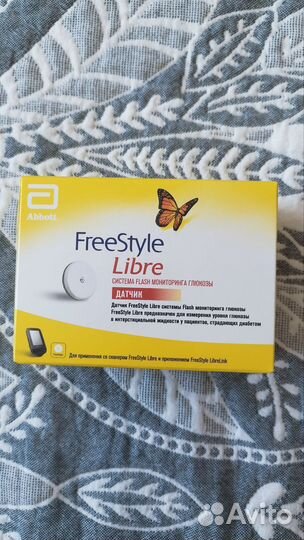 Abbott
FreeStyle
Libre
СИСТЕМА FLASH МОНИТОРИНГА ГЛЮКОЗЫ
ДАТЧИК
Датчик FreeStyle Libre системы Flash мониторинга глюкозы
FreeStyle Libre предназначен для измерения уровня глюкозы
в интерстициальной жидкости у пациентов, страдающих диабетом
Для применения со сканером FreeStyle Libre и приложением FreeStyle LibreLink
Avito